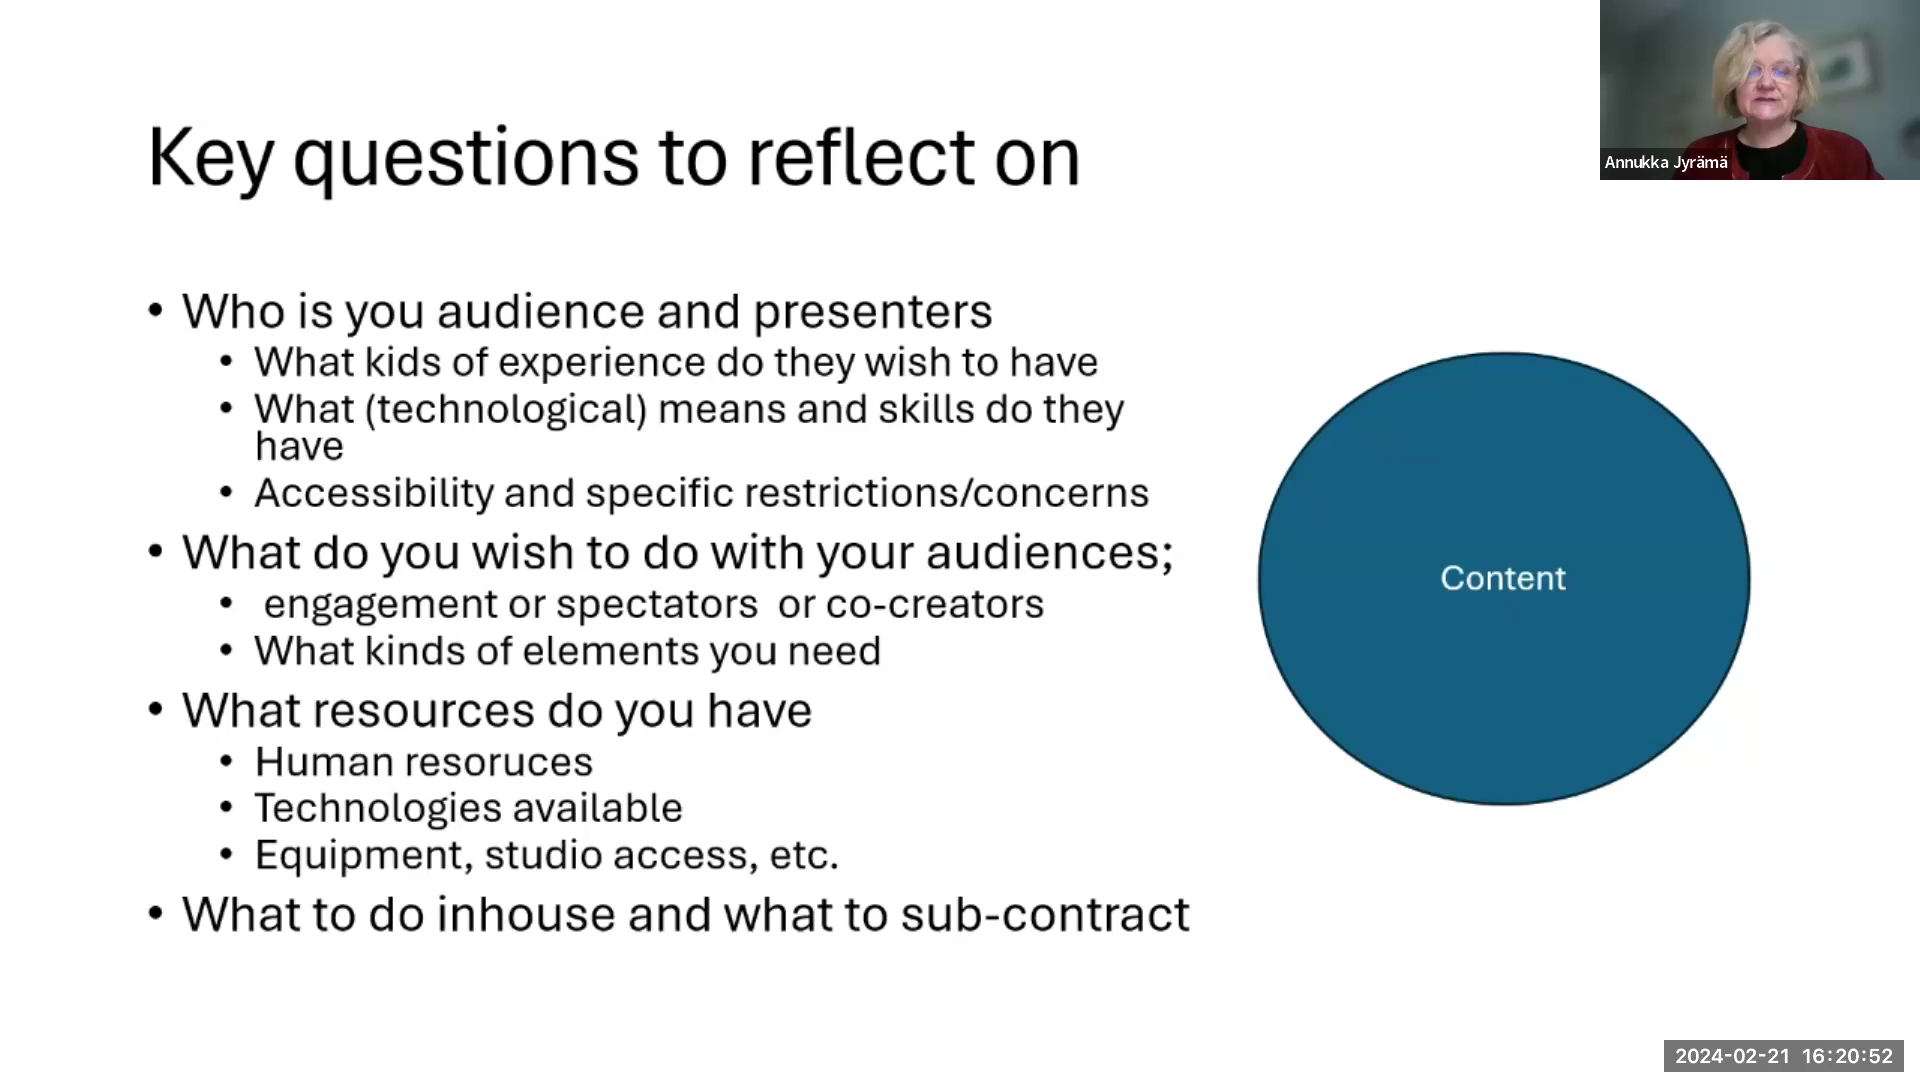 Key questions to reflect on
• Who is you audience and presenters
• What kids of experience do they wish to have
• What (technological) means and skills do they
have
• Accessibility and specific restrictions/concerns
• What do you wish to do with your audiences;
• engagement or spectators or co-creators
• What kinds of elements you need
• What resources do you have
• Human resoruces
• Technologies available
• Equipment, studio access, etc.
• What to do inhouse and what to sub-contract
Content
Annukka Jyrämä
2024-02-21 16:20:52